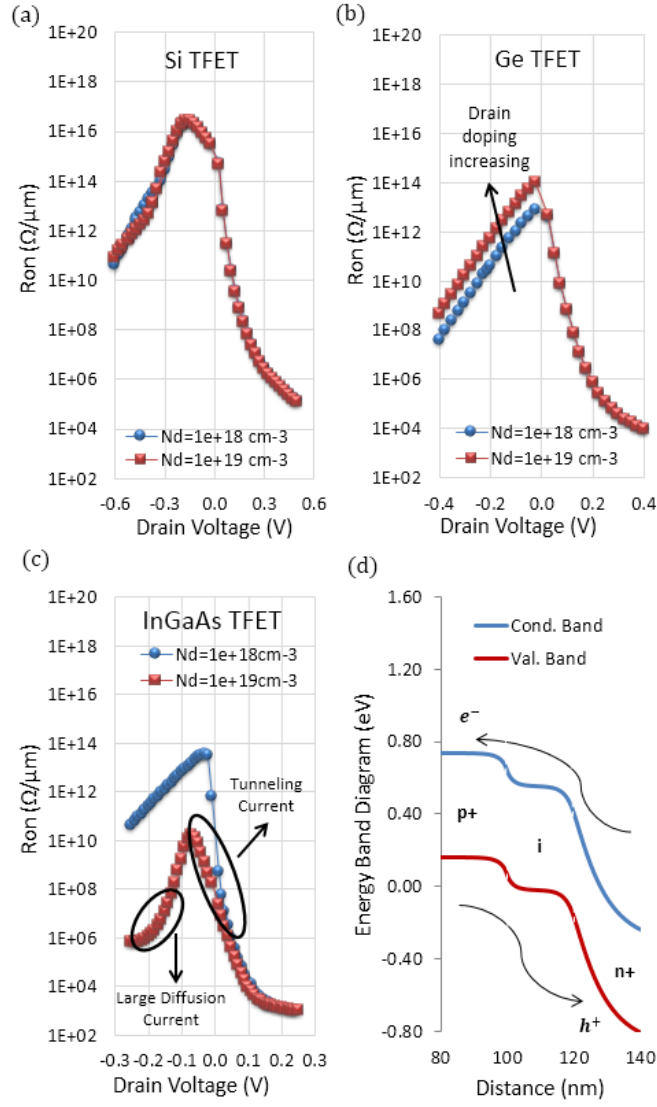 (a)
Si TFET
1E+20
1E+18
1E+16
1E+14
1E+12
1E+10
1E+08
1E+06
1E+04
1E+02
Ron (Ω/μm)
Nd=1e+18 cm-3
Nd=1e+19 cm-3
-0.6 -0.3 0.0 0.3 0.6
Drain Voltage (V)
(b)
Ge TFET
1E+20
1E+18
1E+16
1E+14
1E+12
1E+10
1E+08
1E+06
1E+04
1E+02
Ron (Ω/μm)
Drain
doping
increasing
Nd=1e+18 cm-3
Nd=1e+19 cm-3
-0.4 -0.2 0.0 0.2 0.4
Drain Voltage (V)
(c)
InGaAs TFET
1E+20
1E+18
1E+16
1E+14
1E+12
1E+10
1E+08
1E+06
1E+04
1E+02
Ron (Ω/μm)
Nd=1e+18cm-3
Nd=1e+19cm-3
Tunneling
Current
Large Diffusion
Current
-0.3 -0.2 -0.1 0.0 0.1 0.2 0.3
Drain Voltage (V)
(d)
1.60
1.20
0.80
0.40
0.00
-0.40
-0.80
Energy Band Diagram (eV)
Cond. Band
Val. Band
e⁻
p+
i
n+
h⁺
80 100 120 140
Distance (nm)